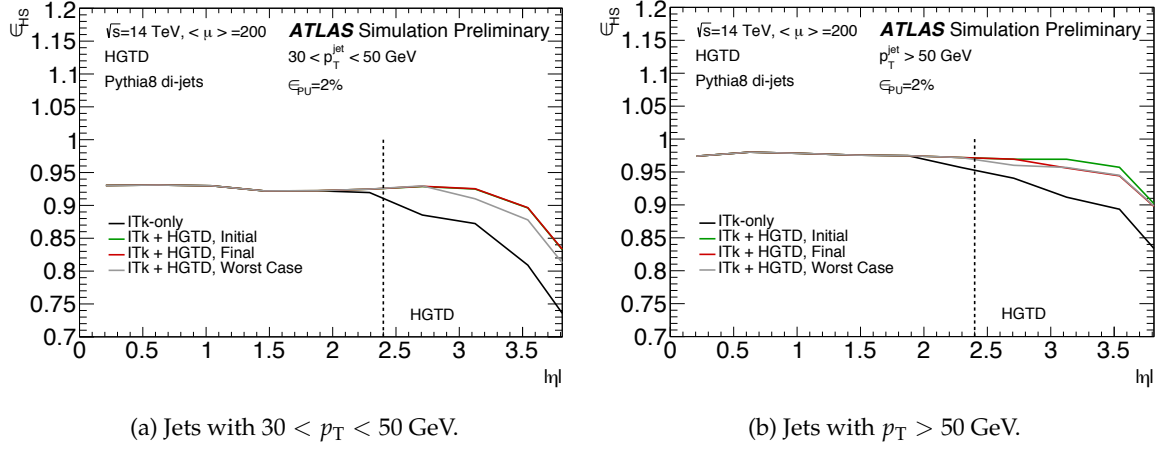 ∈HS
1.2
1.15
1.1
1.05
1
0.95
0.9
0.85
0.8
0.75
0.7
√s=14 TeV, < μ > =200
HGTD
Pythia8 di-jets
ATLAS Simulation Preliminary
30 < p_T^jet < 50 GeV
∈PU=2%
ITk-only
ITk + HGTD, Initial
ITk + HGTD, Final
ITk + HGTD, Worst Case
HGTD
0 0.5 1 1.5 2 2.5 3 3.5
|η|
(a) Jets with 30 < pT < 50 GeV.
∈HS
1.2
1.15
1.1
1.05
1
0.95
0.9
0.85
0.8
0.75
0.7
√s=14 TeV, < μ > =200
HGTD
Pythia8 di-jets
ATLAS Simulation Preliminary
p_T^jet > 50 GeV
∈PU=2%
ITk-only
ITk + HGTD, Initial
ITk + HGTD, Final
ITk + HGTD, Worst Case
HGTD
0 0.5 1 1.5 2 2.5 3 3.5
|η|
(b) Jets with pT > 50 GeV.